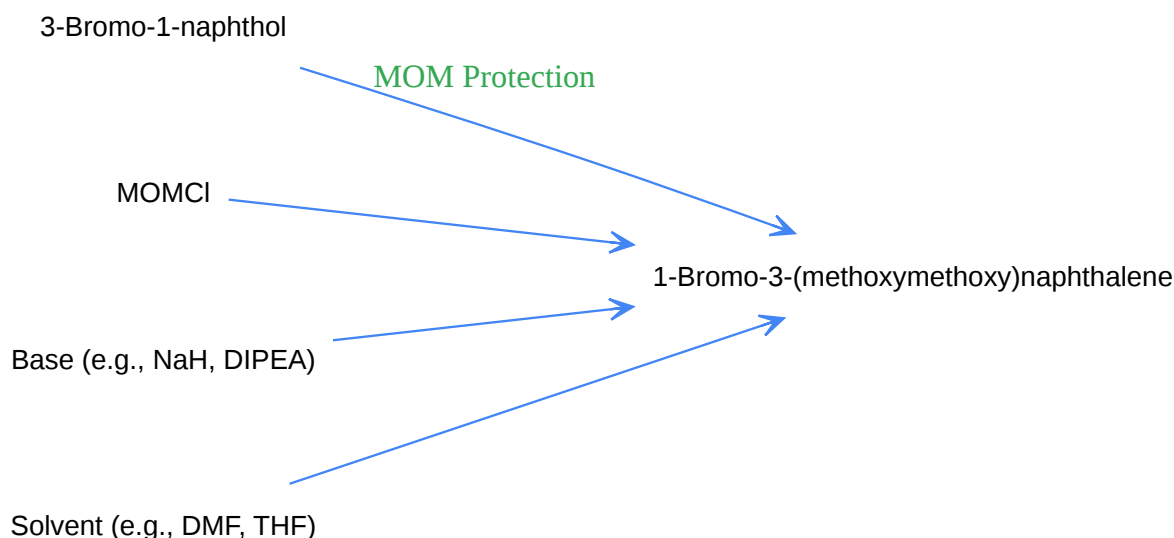 3-Bromo-1-naphthol
MOM Protection
MOMCl
1-Bromo-3-(methoxymethoxy)naphthalene
Base (e.g., NaH, DIPEA)
Solvent (e.g., DMF, THF)